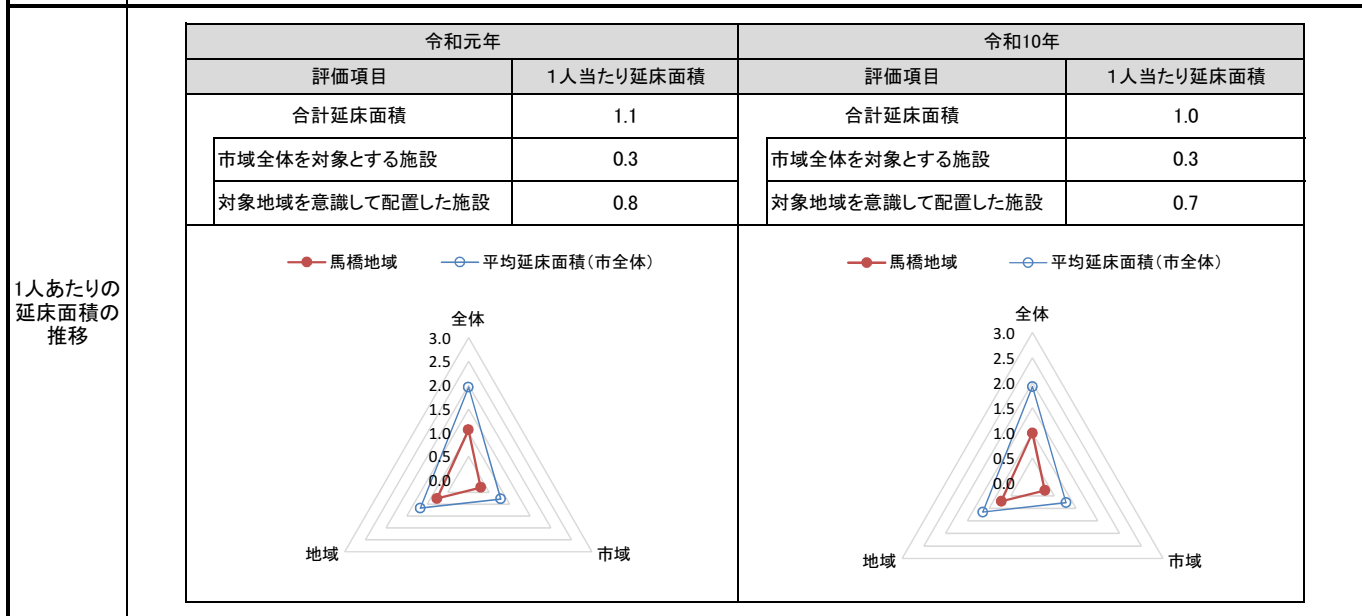 1人あたりの
延床面積の
推移
令和元年
令和10年
評価項目 1人当たり延床面積
評価項目 1人当たり延床面積
合計延床面積 1.1
合計延床面積 1.0
市域全体を対象とする施設 0.3
市域全体を対象とする施設 0.3
対象地域を意識して配置した施設 0.8
対象地域を意識して配置した施設 0.7
馬橋地域 平均延床面積(市全体)
全体
3.0
2.5
2.0
1.5
1.0
0.5
0.0
地域 市域
馬橋地域 平均延床面積(市全体)
全体
3.0
2.5
2.0
1.5
1.0
0.5
0.0
地域 市域